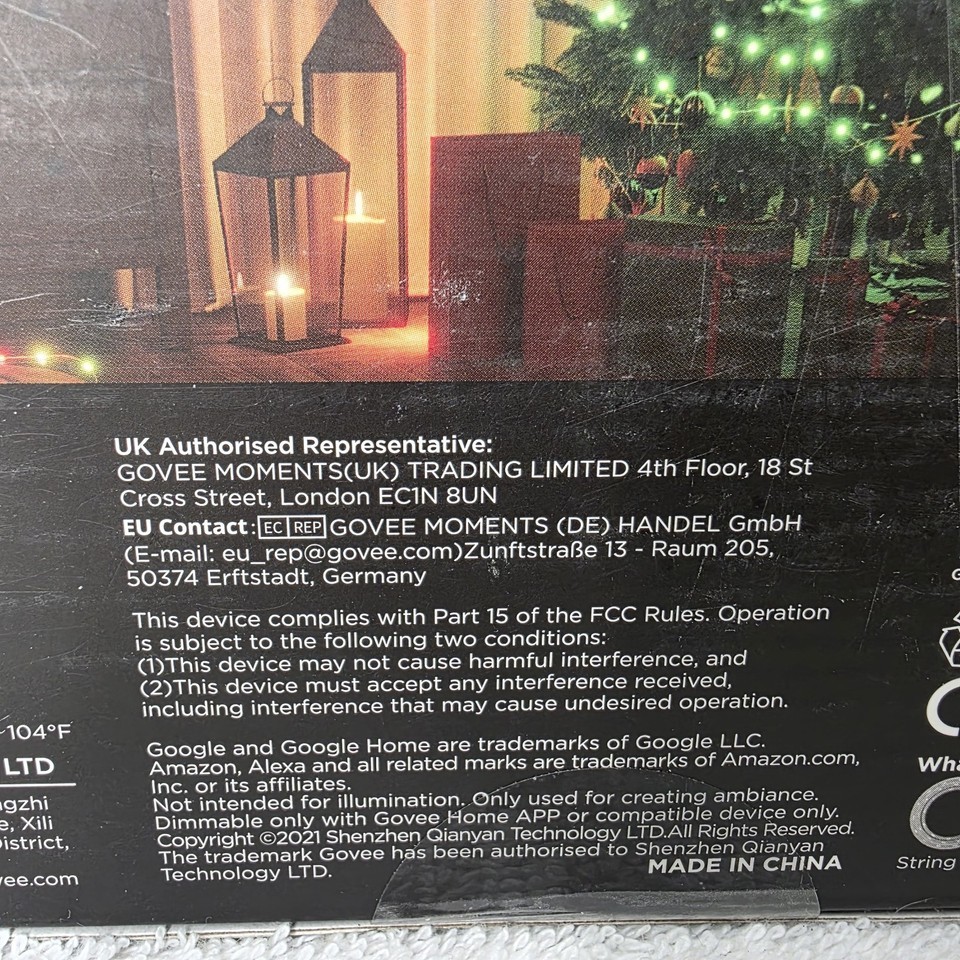 UK Authorised Representative:
GOVEE MOMENTS(UK) TRADING LIMITED 4th Floor, 18 St
Cross Street, London EC1N 8UN
EU Contact: EC REP GOVEE MOMENTS (DE) HANDEL GmbH
(E-mail: eu_rep@govee.com)Zunftstraße 13 - Raum 205,
50374 Erftstadt, Germany
This device complies with Part 15 of the FCC Rules. Operation
is subject to the following two conditions:
(1)This device may not cause harmful interference, and
(2)This device must accept any interference received,
including interference that may cause undesired operation.
Google and Google Home are trademarks of Google LLC.
Amazon, Alexa and all related marks are trademarks of Amazon.com,
Inc. or its affiliates.
Not intended for illumination. Only used for creating ambiance.
Dimmable only with Govee Home APP or compatible device only.
Copyright ©2021 Shenzhen Qianyan Technology LTD.All Rights Reserved.
The trademark Govee has been authorised to Shenzhen Qianyan
Technology LTD.
MADE IN CHINA
104°F
LTD
ngzhi
e, Xili
District,
vee.com
Wha
String